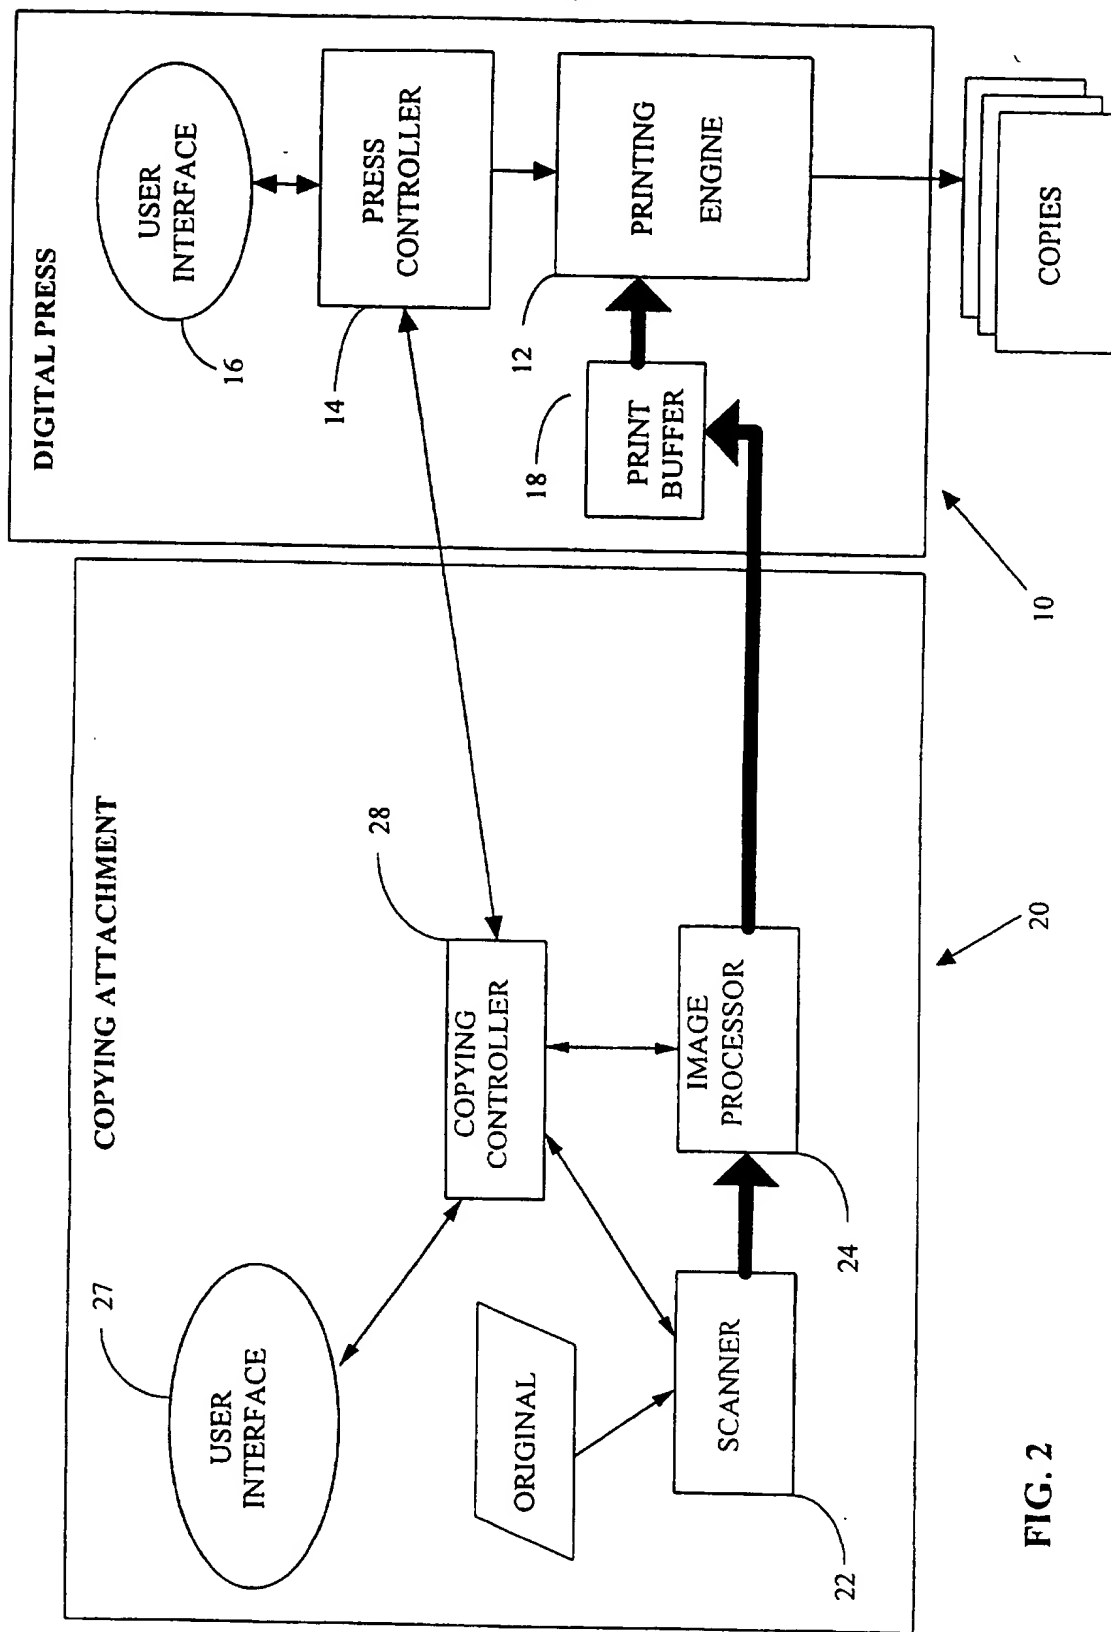 COPYING ATTACHMENT
27
USER
INTERFACE
28
COPYING
CONTROLLER
ORIGINAL
SCANNER
22
IMAGE
PROCESSOR
24
20
DIGITAL PRESS
USER
INTERFACE
16
PRESS
CONTROLLER
14
PRINTING
ENGINE
12
PRINT
BUFFER
18
10
COPIES
FIG. 2